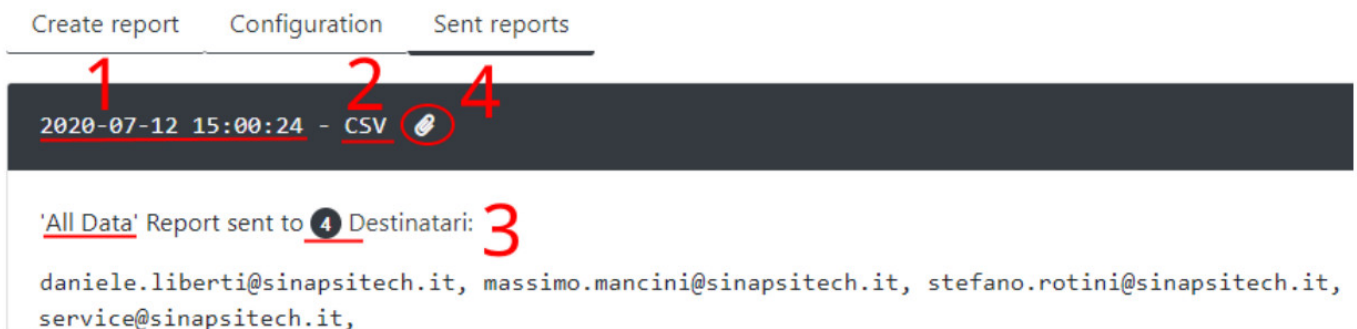 Create report Configuration Sent reports
1 2 4
2020-07-12 15:00:24 - CSV
'All Data' Report sent to 4 Destinatari: 3
daniele.liberti@sinapsitech.it, massimo.mancini@sinapsitech.it, stefano.rotini@sinapsitech.it,
service@sinapsitech.it,